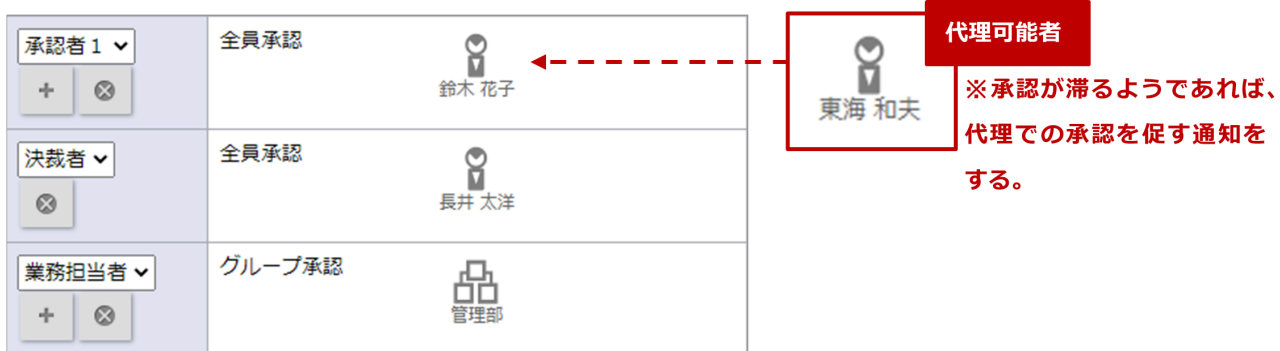 承認者1
全員承認
鈴木 花子
決裁者
全員承認
長井 太洋
業務担当者
グループ承認
管理部
代理可能者
東海 和夫
※承認が滞るようであれば、
代理での承認を促す通知を
する。